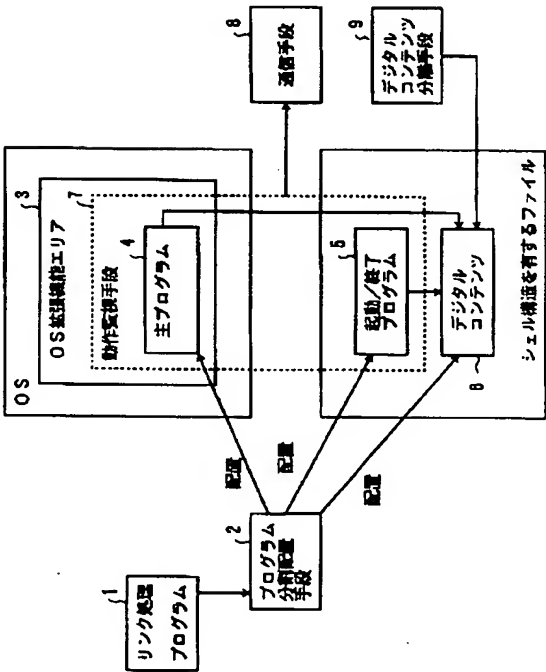 OS
3
OS拡張機能エリア
7
動作監視手段
4
主プログラム
8
通信手段
1
リンク処理
プログラム
2
プログラム
分割配置
手段
配置
配置
配置
5
起動/終了
プログラム
9
デジタル
コンテンツ
分離手段
デジタル
コンテンツ
6
シェル構造を有するファイル